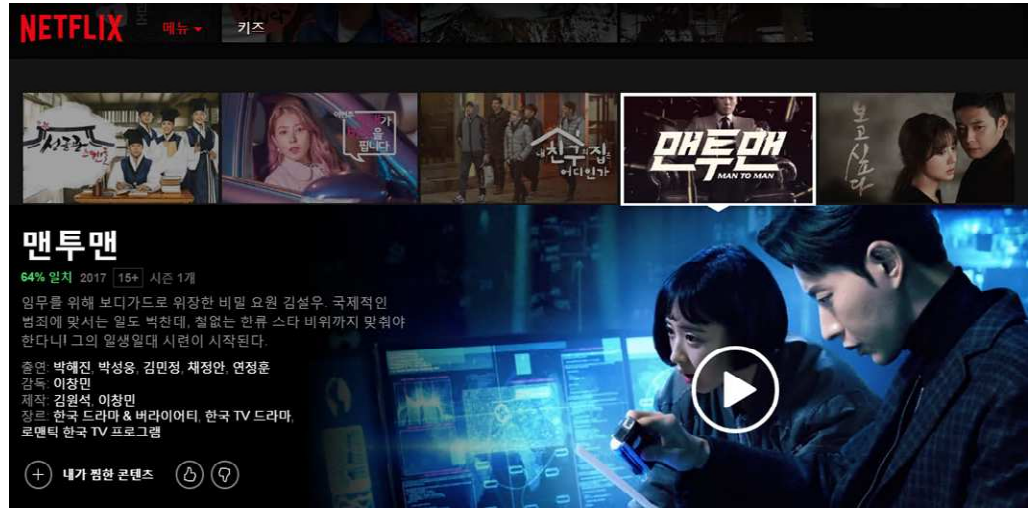 NETFLIX 메뉴 키즈
성균관
스캔들
내 친구의 집은
어디인가
맨투맨
MAN TO MAN
보고싶다
맨투맨
64% 일치 2017 15+ 시즌 1개
임무를 위해 보디가드로 위장한 비밀 요원 김설우. 국제적인
범죄에 맞서는 일도 벅찬대, 철없는 한류 스타 비위까지 맞춰야
한다니! 그의 일생일대 시련이 시작된다.
출연: 박해진, 박성웅, 김민정, 채정안, 연정훈
감독: 이창민
제작: 김원석, 이창민
장르: 한국 드라마 & 버라이어티, 한국 TV 드라마,
로맨틱 한국 TV 프로그램
내가 찜한 콘텐츠